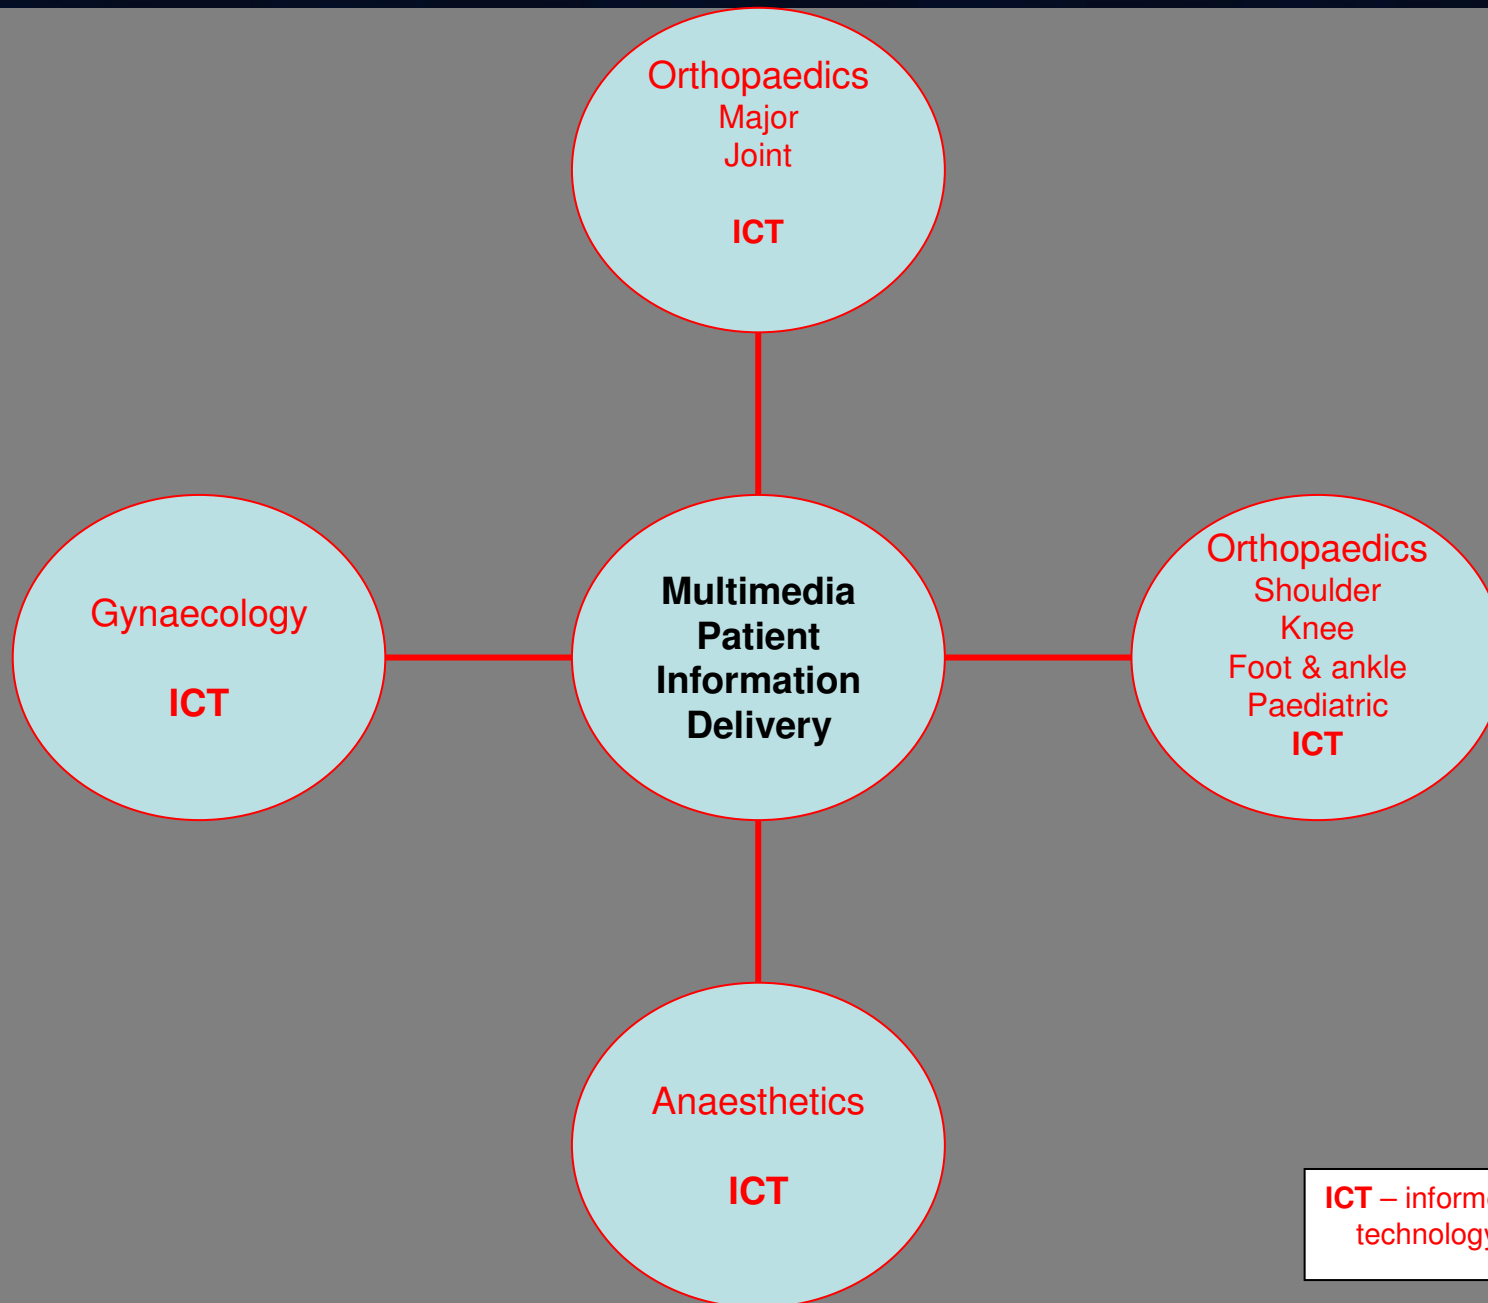 Orthopaedics
Major
Joint
ICT
Gynaecology
ICT
Multimedia
Patient
Information
Delivery
Orthopaedics
Shoulder
Knee
Foot & ankle
Paediatric
ICT
Anaesthetics
ICT
ICT –
technology